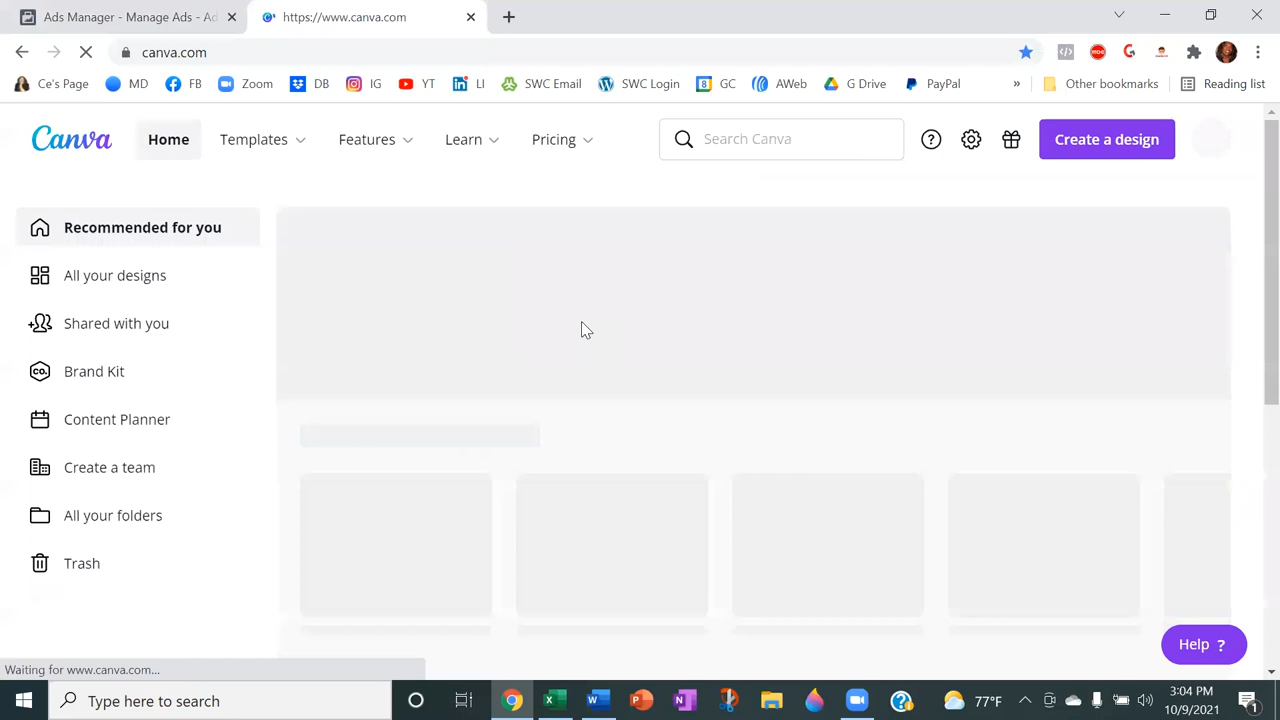 Ads Manager - Manage Ads - Ad
https://www.canva.com
canva.com
Ce's Page
MD
FB
Zoom
DB
IG
YT
LI
SWC Email
SWC Login
GC
AWeb
G Drive
PayPal
»
Other bookmarks
Reading list
Canva
Home
Templates
Features
Learn
Pricing
Search Canva
Create a design
Recommended for you
All your designs
Shared with you
CO.
Brand Kit
Content Planner
Create a team
All your folders
Trash
Help ?
Waiting for www.canva.com...
Type here to search
77°F
3:04 PM
10/9/2021
1